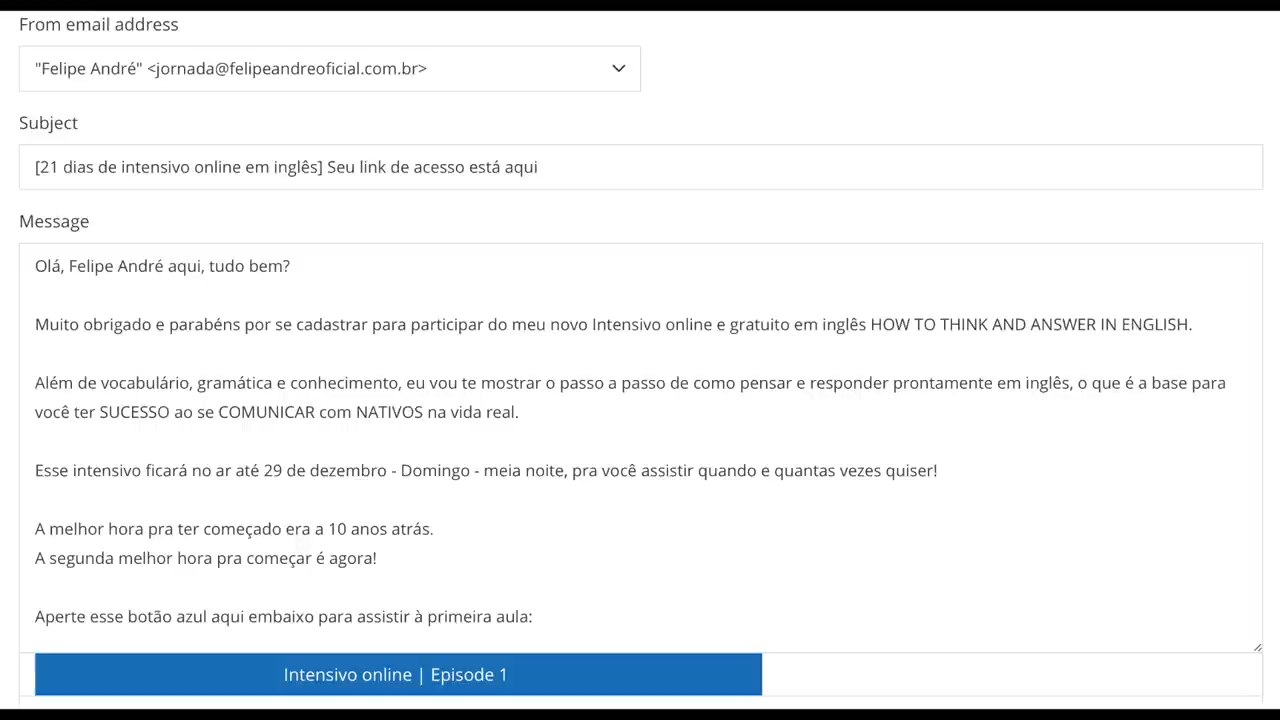 From email address
"Felipe André" <jornada@felipeandreoficial.com.br>
Subject
[21 dias de intensivo online em inglês] Seu link de acesso está aqui
Message
Olá, Felipe André aqui, tudo bem?
Muito obrigado e parabéns por se cadastrar para participar do meu novo Intensivo online e gratuito em inglês HOW TO THINK AND ANSWER IN ENGLISH.
Além de vocabulário, gramática e conhecimento, eu vou te mostrar o passo a passo de como pensar e responder prontamente em inglês, o que é a base para
você ter SUCESSO ao se COMUNICAR com NATIVOS na vida real.
Esse intensivo ficará no ar até 29 de dezembro - Domingo - meia noite, pra você assistir quando e quantas vezes quiser!
A melhor hora pra ter começado era a 10 anos atrás.
A segunda melhor hora pra começar é agora!
Aperte esse botão azul aqui embaixo para assistir à primeira aula:
Intensivo online | Episode 1